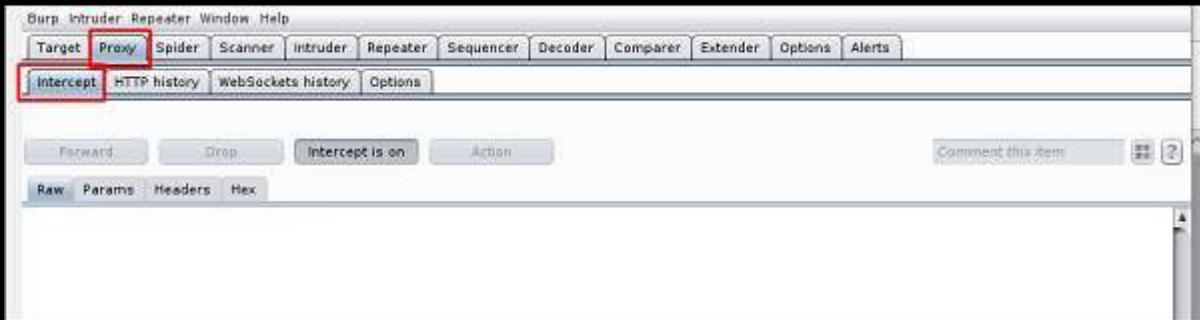 Burp Intruder Repeater Window Help
Target Proxy Spider Scanner Intruder Repeater Sequencer Decoder Comparer Extender Options Alerts
Intercept HTTP history WebSockets history Options
Forward Drop Intercept is on Action Comment this item ?
Raw Params Headers Hex